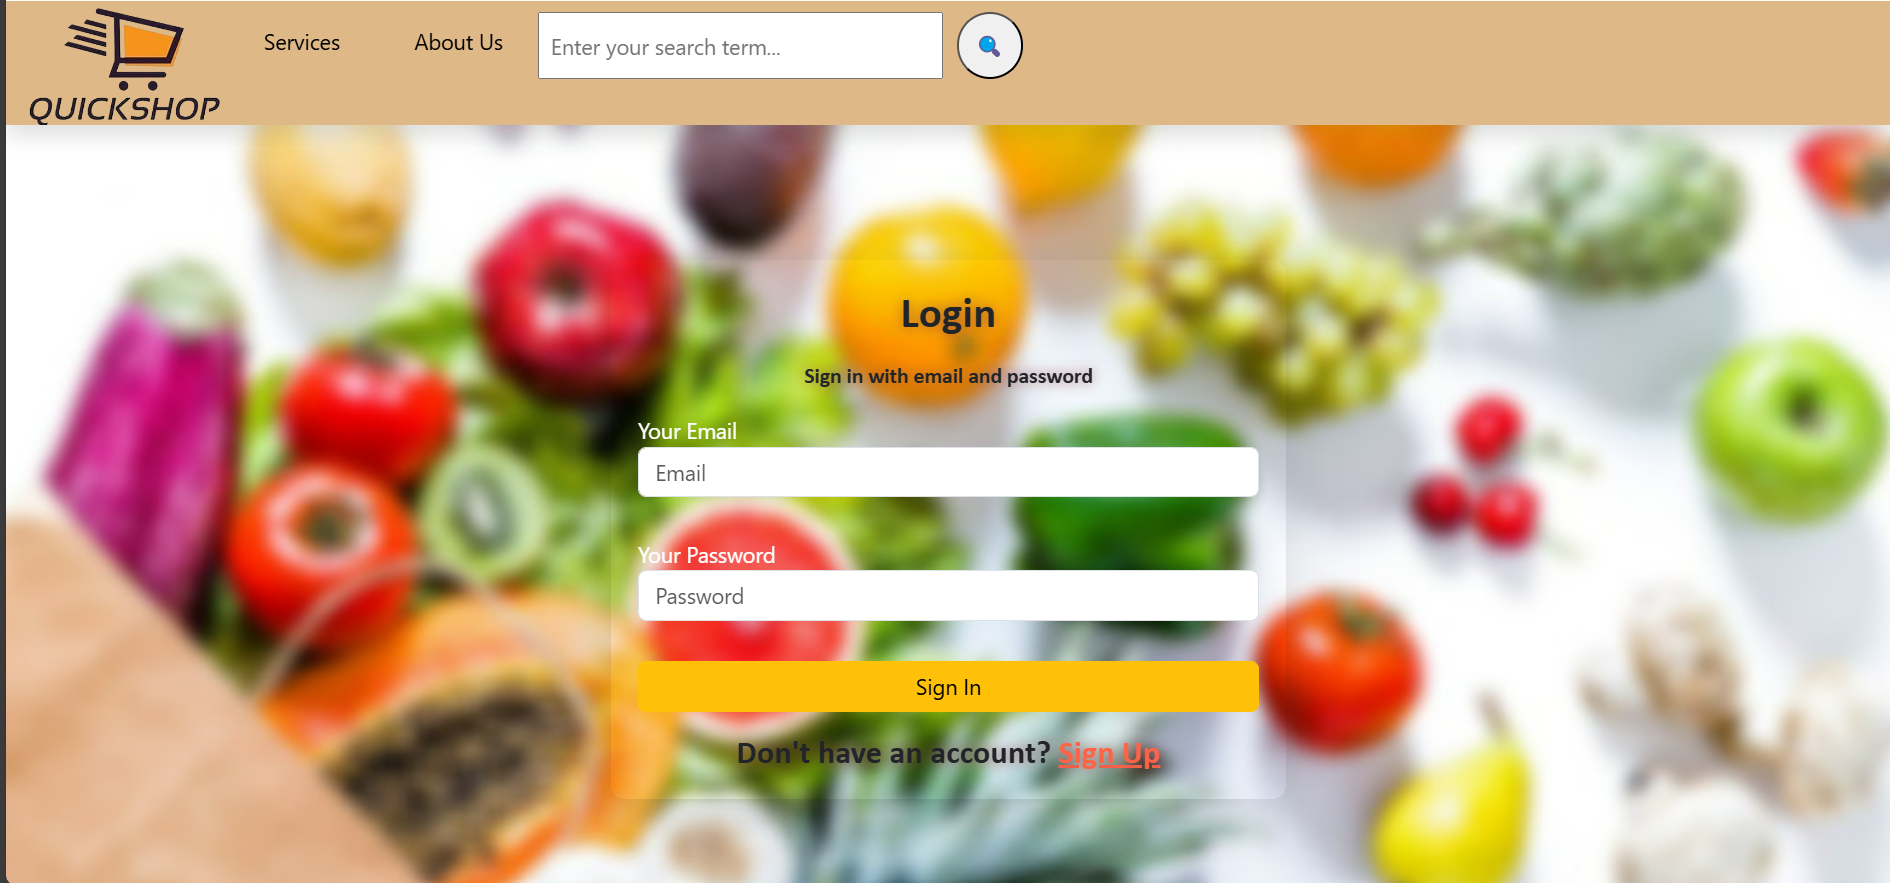 QUICKSHOP
Services
About Us
Enter your search term...
Login
Sign in with email and password
Your Email
Email
Your Password
Password
Sign In
Don't have an account? Sign Up